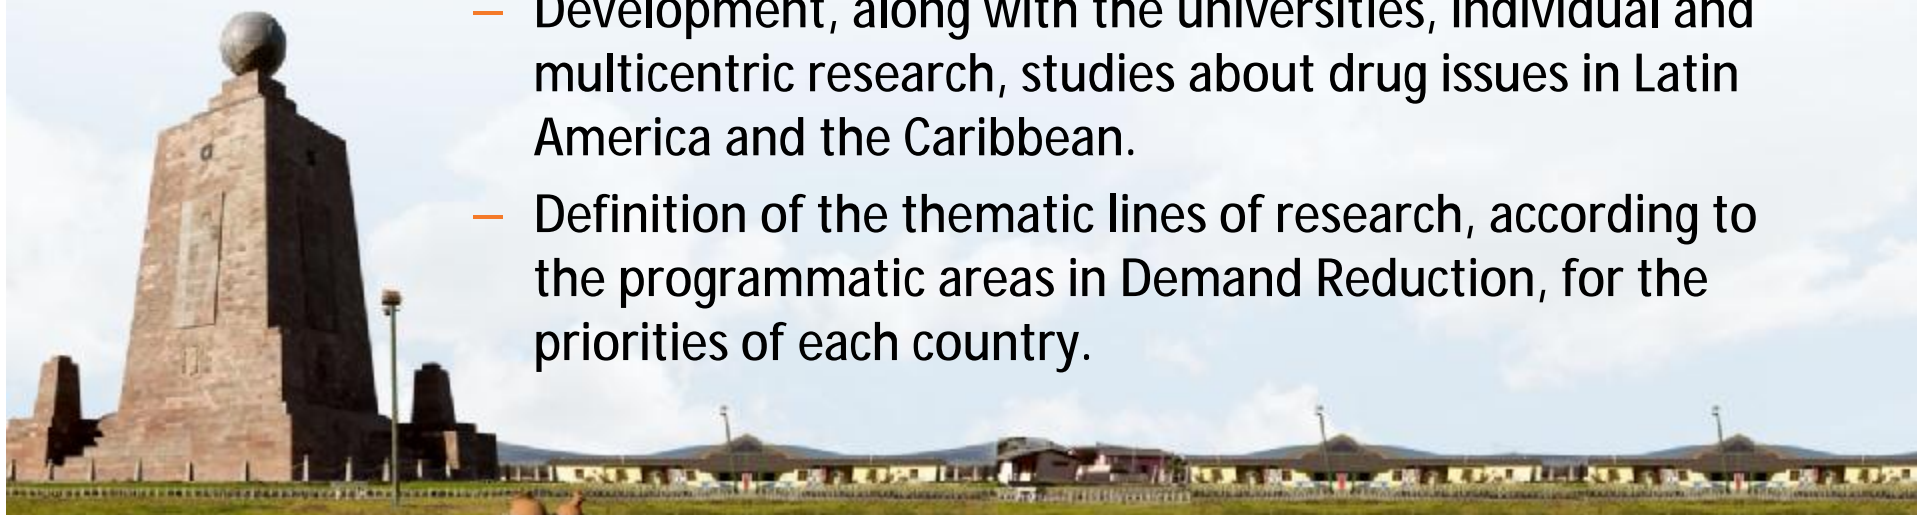 – Development, along with the universities, individual and
multicentric research, studies about drug issues in Latin
America and the Caribbean.
– Definition of the thematic lines of research, according to
the programmatic areas in Demand Reduction, for the
priorities of each country.